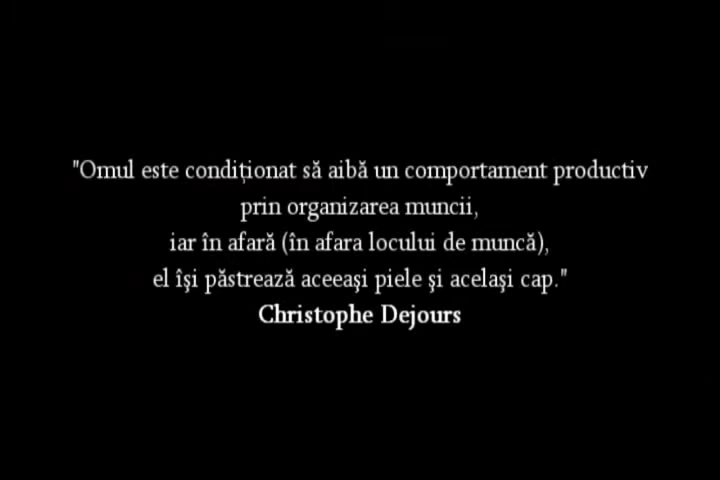 "Omul este condiționat să aibă un comportament productiv
prin organizarea muncii,
iar în afară (în afara locului de muncă),
el îşi păstrează aceeaşi piele şi acelaşi cap."
Christophe Dejours